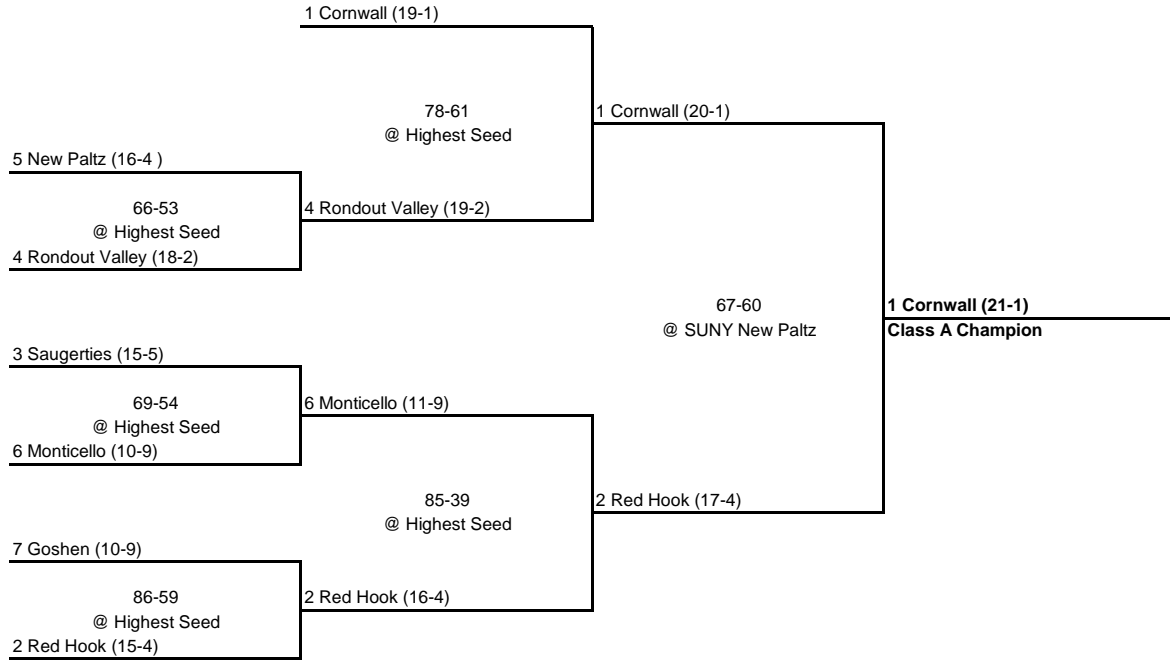 1 Cornwall (19-1)
78-61
@ Highest Seed
1 Cornwall (20-1)
5 New Paltz (16-4 )
66-53
@ Highest Seed
4 Rondout Valley (19-2)
4 Rondout Valley (18-2)
67-60
@ SUNY New Paltz
1 Cornwall (21-1)
Class A Champion
3 Saugerties (15-5)
69-54
@ Highest Seed
6 Monticello (11-9)
6 Monticello (10-9)
85-39
@ Highest Seed
2 Red Hook (17-4)
7 Goshen (10-9)
86-59
@ Highest Seed
2 Red Hook (16-4)
2 Red Hook (15-4)